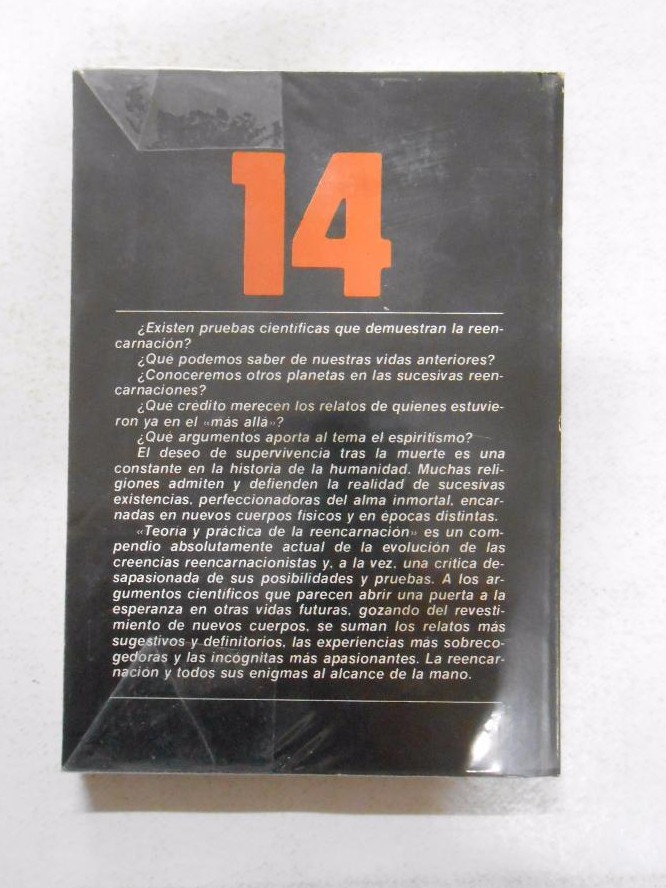 14
¿Existen pruebas científicas que demuestran la reen-
carnación?
¿Qué podemos saber de nuestras vidas anteriores?
¿Conoceremos otros planetas en las sucesivas reen-
carnaciones?
¿Qué crédito merecen los relatos de quienes estuvie-
ron ya en el «más allá»?
¿Qué argumentos aporta al tema el espiritismo?
El deseo de supervivencia tras la muerte es una
constante en la historia de la humanidad. Muchas reli-
giones admiten y defienden la realidad de sucesivas
existencias, perfeccionadoras del alma inmortal, encar-
nadas en nuevos cuerpos físicos y en épocas distintas.
«Teoría y práctica de la reencarnación» es un com-
pendio absolutamente actual de la evolución de las
creencias reencarnacionistas y, a la vez, una crítica de-
sapasionada de sus posibilidades y pruebas. A los ar-
gumentos científicos que parecen abrir una puerta a la
esperanza en otras vidas futuras, gozando del revesti-
miento de nuevos cuerpos, se suman los relatos más
sugestivos y definitorios, las experiencias más sobreco-
gedoras y las incógnitas más apasionantes. La reencar-
nación y todos sus enigmas al alcance de la mano.